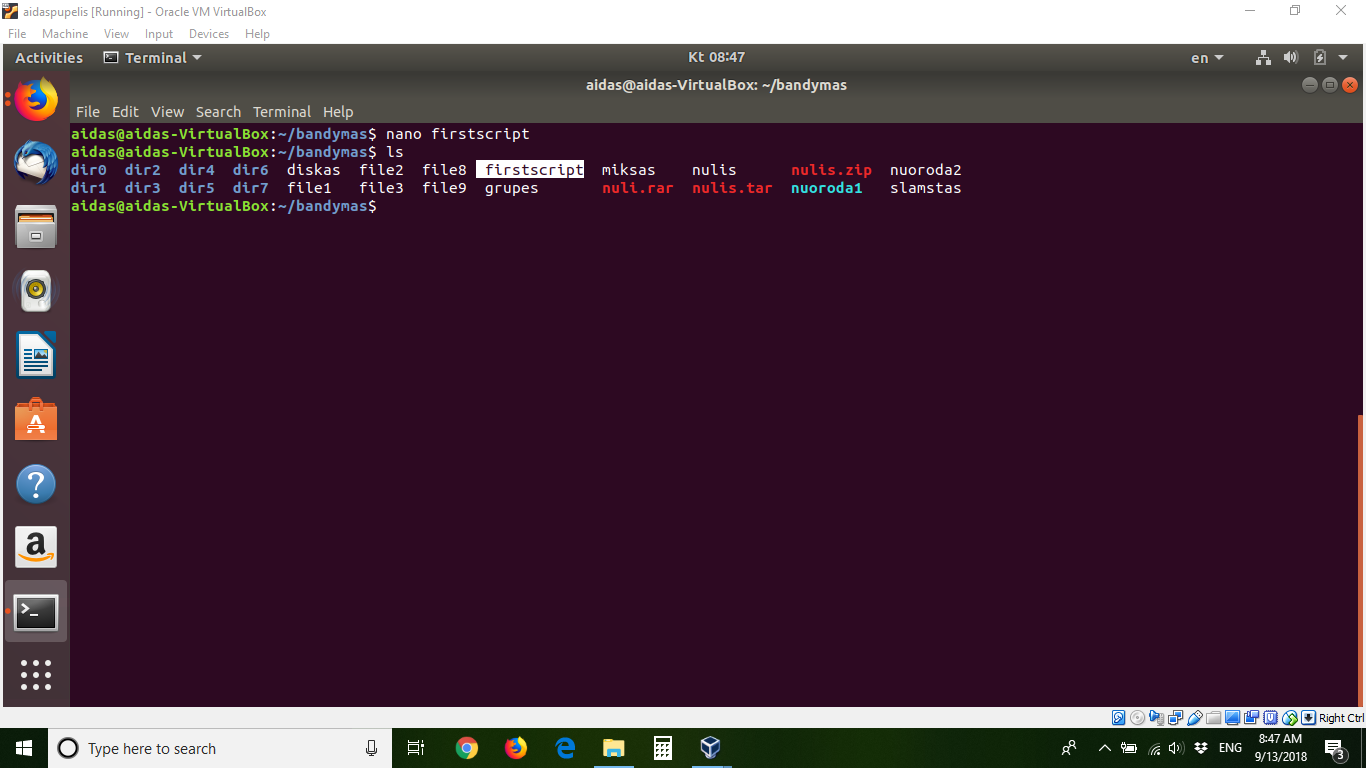 aidaspupelis [Running] - Oracle VM VirtualBox
File Machine View Input Devices Help
Activities Terminal Kt 08:47 en
aidas@aidas-VirtualBox: ~/bandymas
File Edit View Search Terminal Help
aidas@aidas-VirtualBox:~/bandymas$ nano firstscript
aidas@aidas-VirtualBox:~/bandymas$ ls
dir0 dir2 dir4 dir6 diskas file2 file8 firstscript miksas nulis nulis.zip nuoroda2
dir1 dir3 dir5 dir7 file1 file3 file9 grupes nuli.rar nulis.tar nuoroda1 slamstas
aidas@aidas-VirtualBox:~/bandymas$
Right Ctrl
Type here to search ENG 8:47 AM
9/13/2018 3